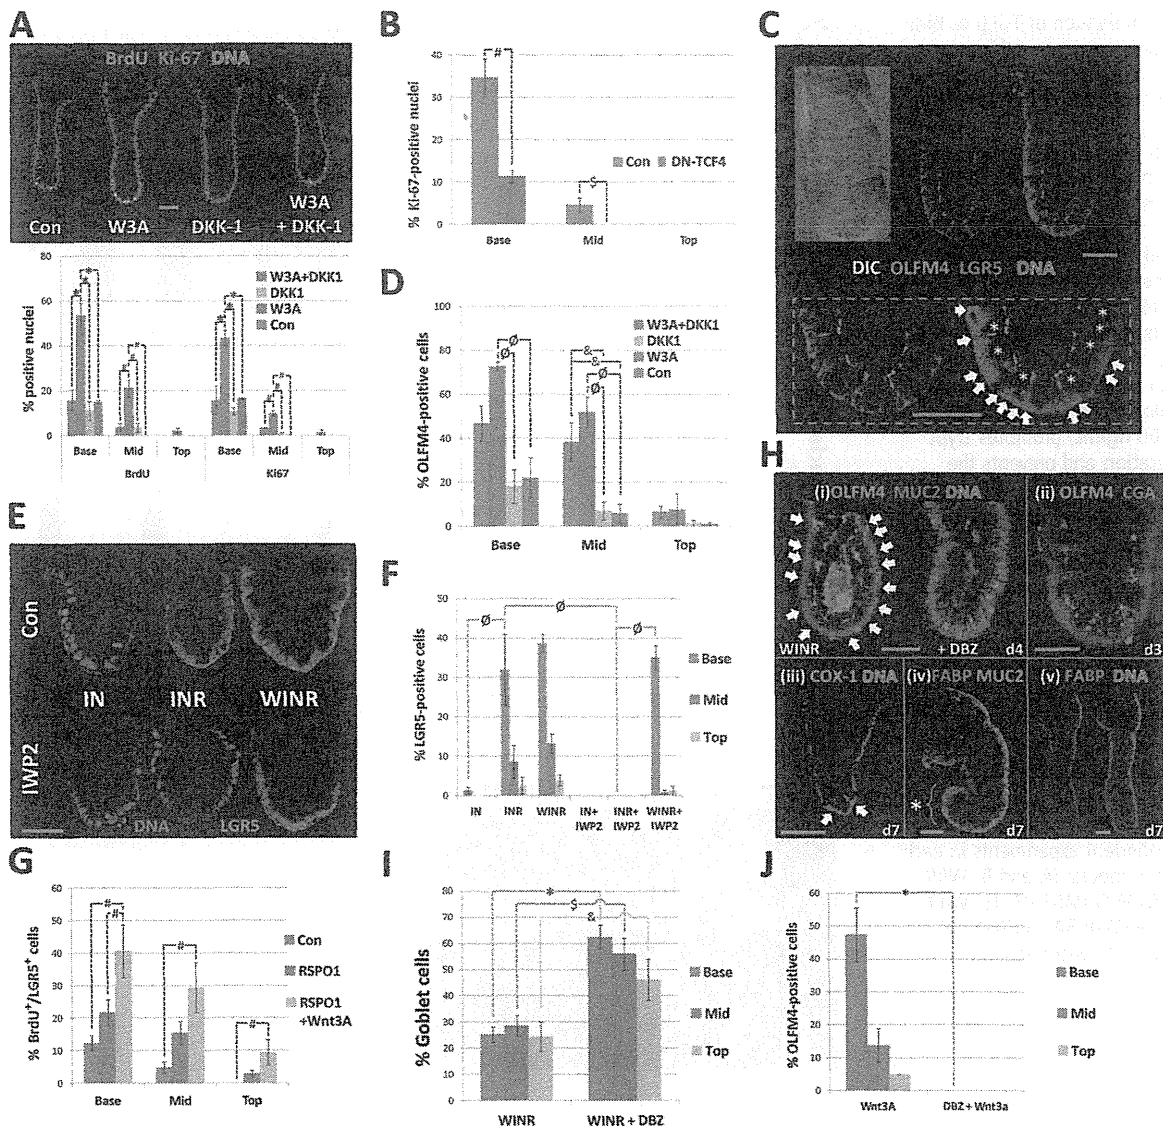 A
BrdU Ki-67 DNA
Con W3A DKK-1 W3A + DKK-1
% positive nuclei
80
60
40
20
0
W3A+DKK1
DKK1
W3A
Con
Base Mid Top Base Mid Top
BrdU Ki67
B
% Ki-67-positive nuclei
40
30
20
10
0
#
Con DN-TCF4
$
Base Mid Top
C
DIC OLFM4 LGR5 DNA
D
% OLFM4-positive cells
100
80
60
40
20
0
W3A+DKK1
DKK1
W3A
Con
Base Mid Top
E
Con
IN INR WINR
IWP2
DNA LGR5
F
% LGR5-positive cells
50
40
30
20
10
0
Base
Mid
Top
IN INR WINR IN+ IWP2 INR+ IWP2 WINR+ IWP2
G
% BrdU+/LGR5+ cells
60
50
40
30
20
10
0
Con
RSPO1
RSPO1 +Wnt3A
Base Mid Top
H
(i) OLFM4 MUC2 DNA
WINR + DBZ d4
(ii) OLFM4 CGA
d3
(iii) COX-1 DNA
d7
(iv) FABP MUC2
d7
(v) FABP DNA
d7
I
% Goblet cells
80
70
60
50
40
30
20
10
0
Base
Mid
Top
WINR WINR + DBZ
J
% OLFM4-positive cells
60
50
40
30
20
10
0
Base
Mid
Top
Wnt3A DBZ + Wnt3a